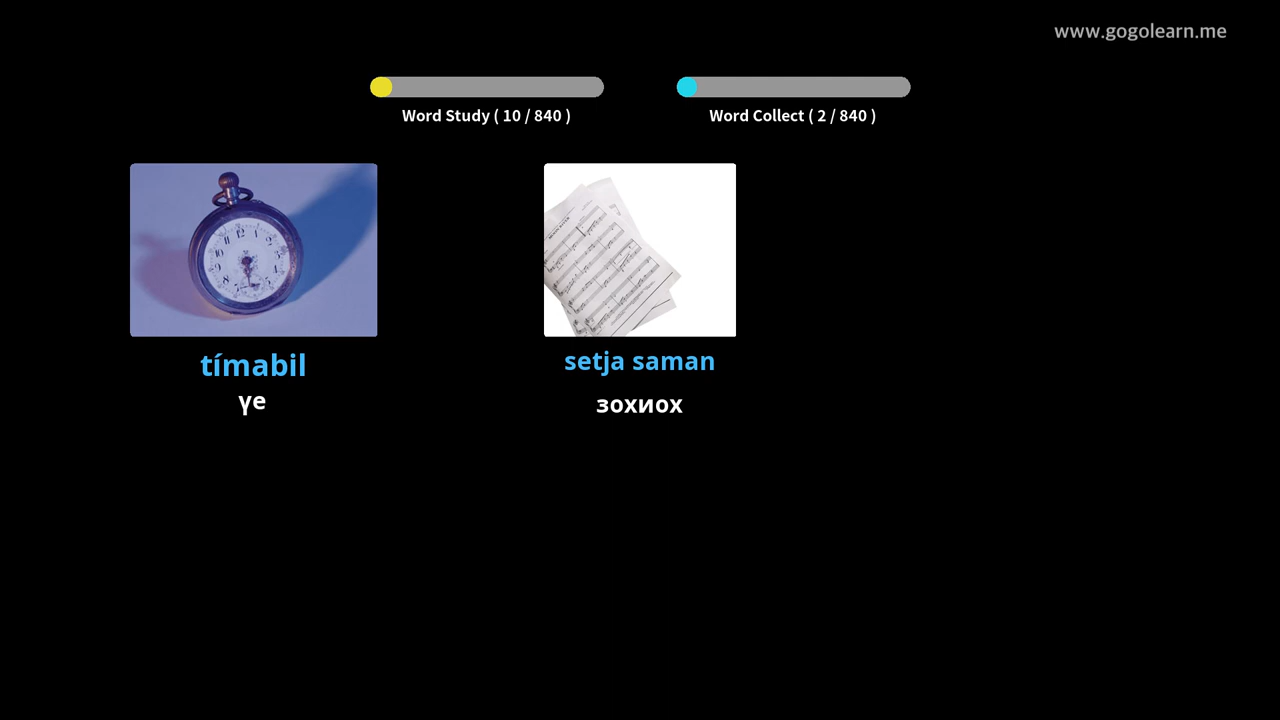 www.gogolearn.me
Word Study ( 10 / 840 )
Word Collect ( 2 / 840 )
tímabil
setja saman
үе
зохиох